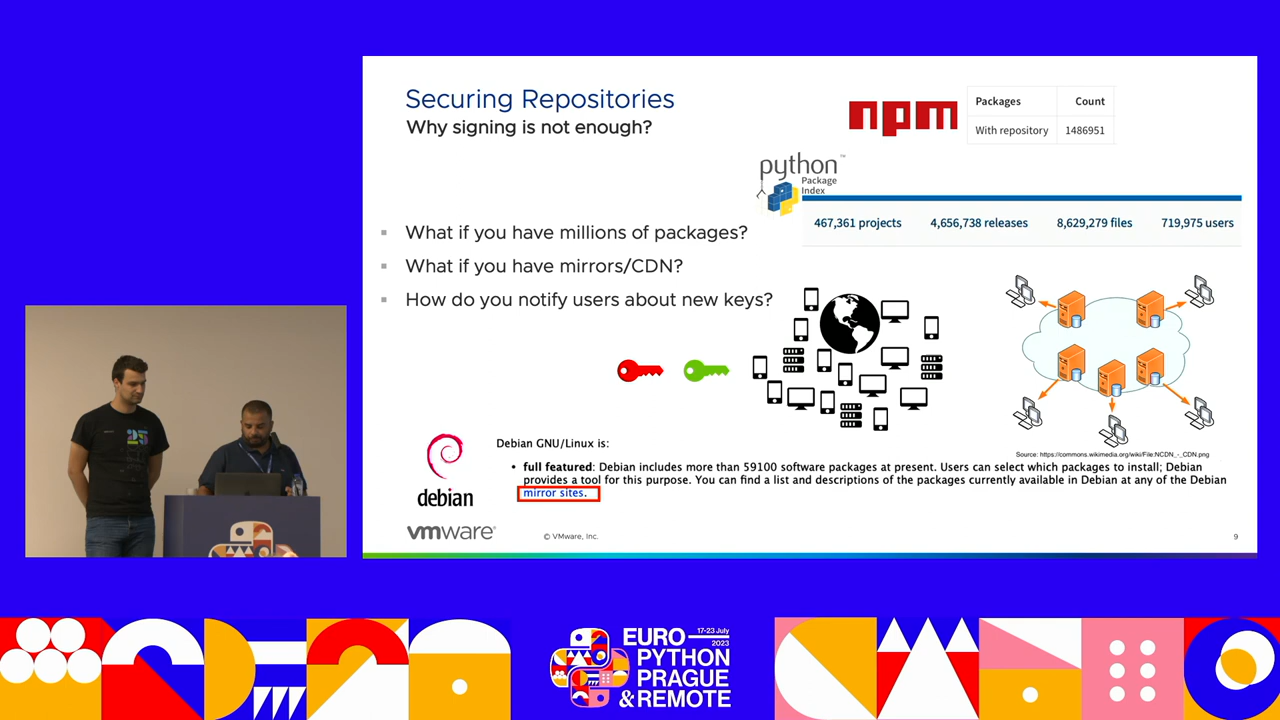 Securing Repositories
Why signing is not enough?
npm
Packages Count
With repository 1486951
python™
Package
Index
467,361 projects 4,656,738 releases 8,629,279 files 719,975 users
What if you have millions of packages?
What if you have mirrors/CDN?
How do you notify users about new keys?
Source: https://commons.wikimedia.org/wiki/File:NCDN_-_CDN.png
debian
Debian GNU/Linux is:
• full featured: Debian includes more than 59100 software packages at present. Users can select which packages to install; Debian
provides a tool for this purpose. You can find a list and descriptions of the packages currently available in Debian at any of the Debian
mirror sites.
vmware®
© VMware, Inc.
9
25
EURO 17-23 July
2023
PYTHON
PRAGUE
& REMOTE